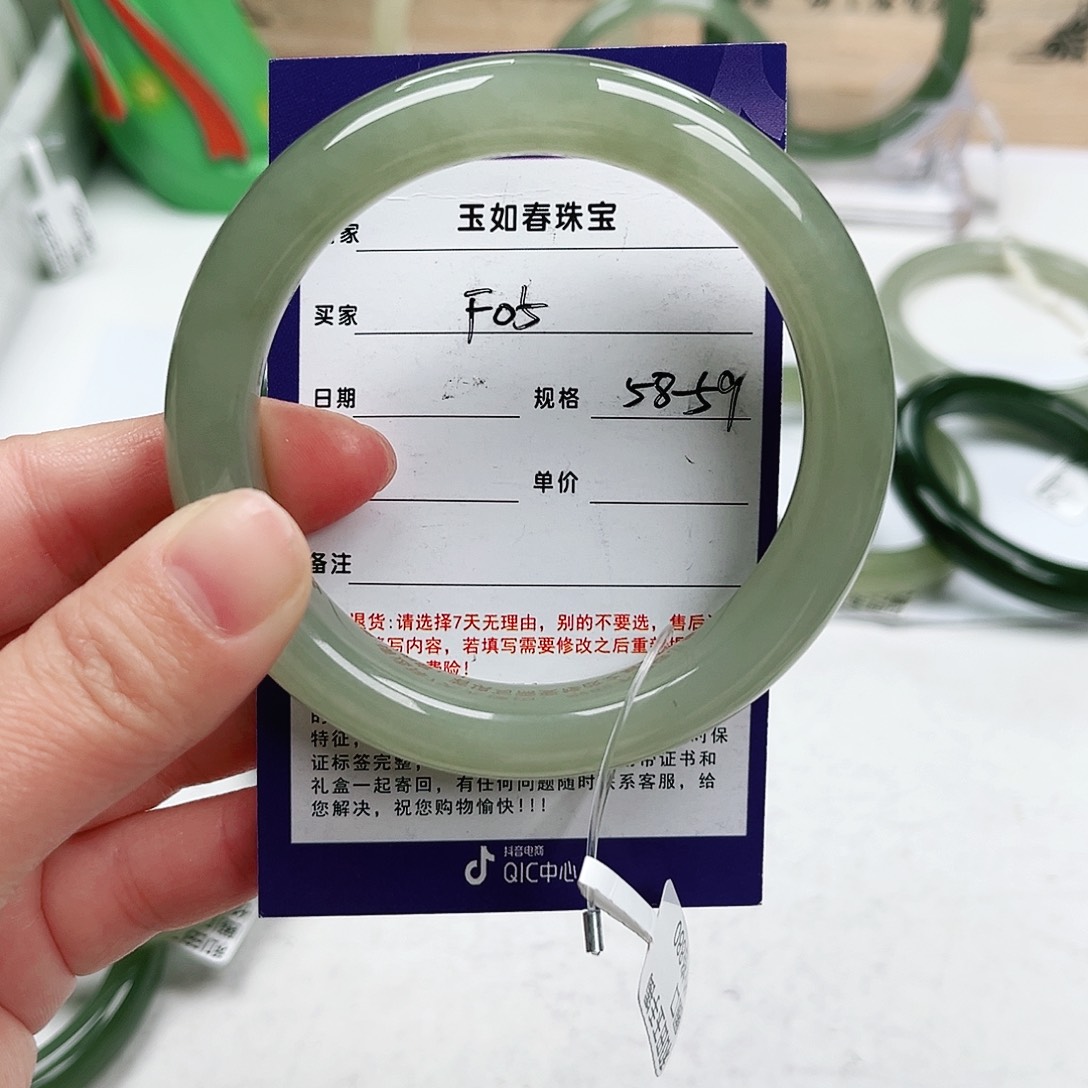 玉如春珠宝
家
买家 F05
日期 规格 58-59
单价
备注
退货:请选择7天无理由，别的不要选，售后
写内容，若填写需要修改之后重新
费险!
特征，
证标签完整， 带证书和
礼盒一起寄回，有任何问题随时联系客服，给
您解决，祝您购物愉快!!!
抖音电商
QIC中心